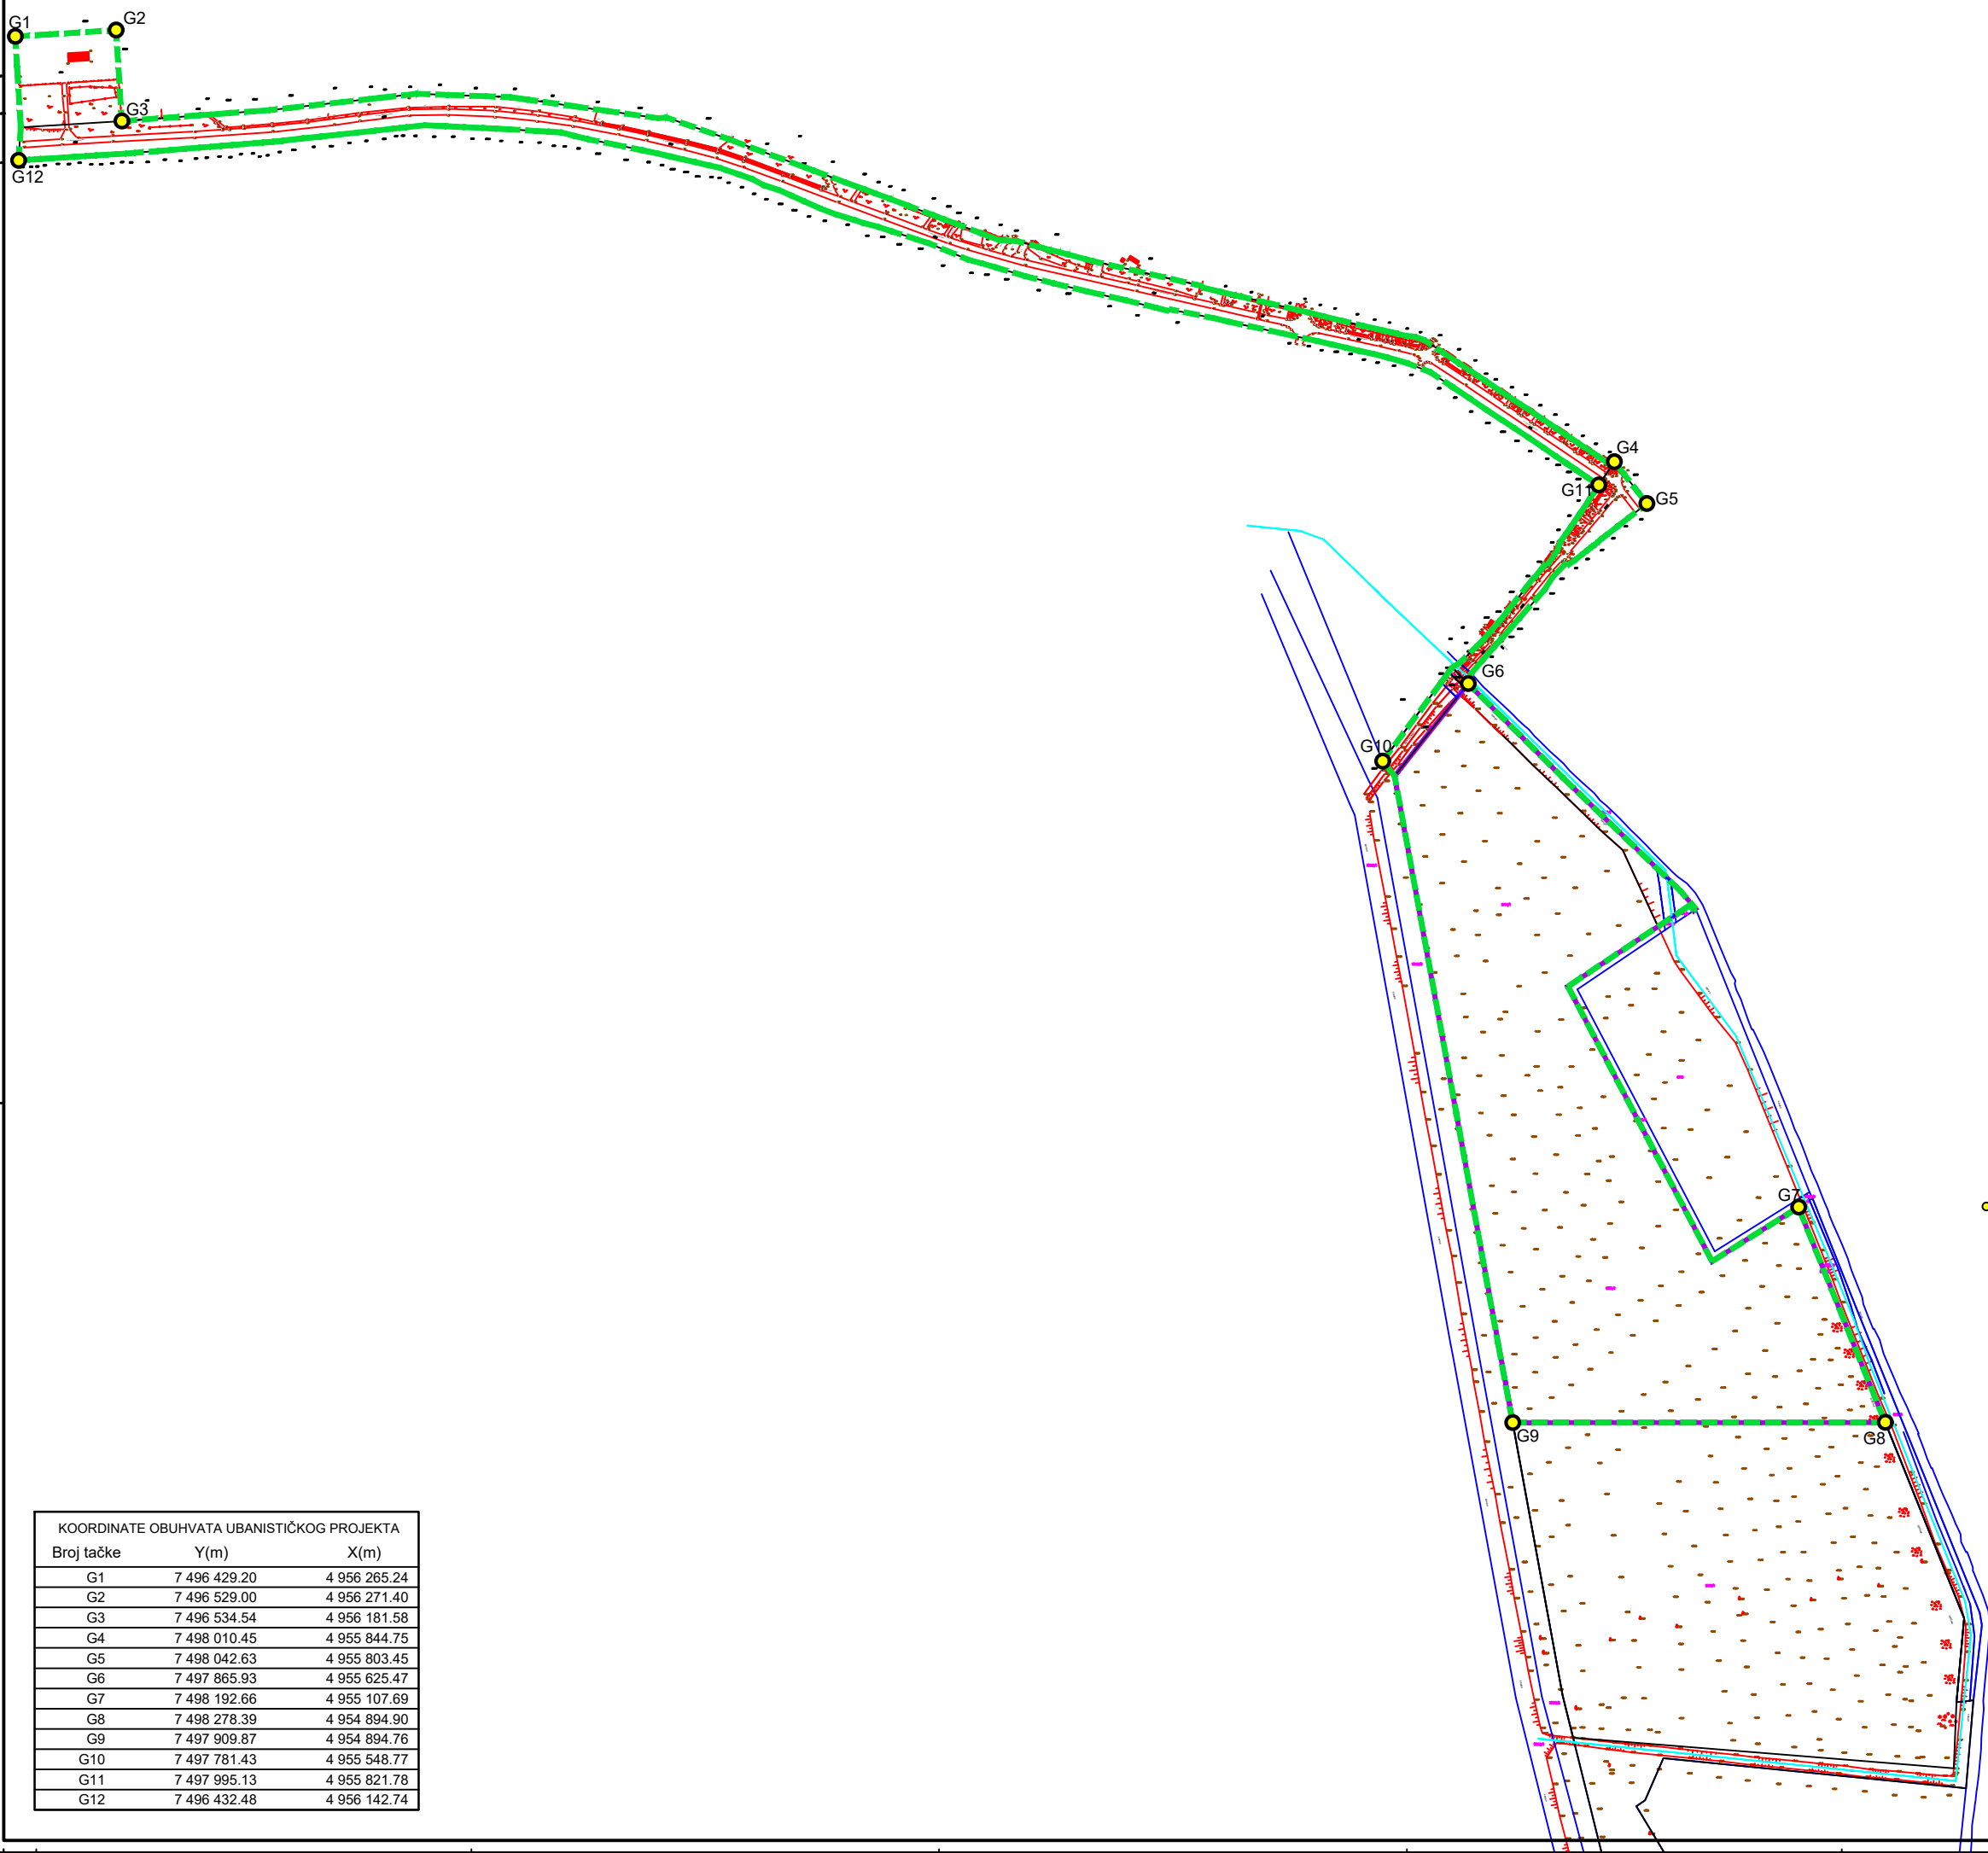 G1
G2
G3
G12
G4
G11
G5
G6
G10
G7
G9
G8
KOORDINATE OBUHVATA UBANISTIČKOG PROJEKTA
Broj tačke Y(m) X(m)
G1 7 496 429.20 4 956 265.24
G2 7 496 529.00 4 956 271.40
G3 7 496 534.54 4 956 181.58
G4 7 498 010.45 4 955 844.75
G5 7 498 042.63 4 955 803.45
G6 7 497 865.93 4 955 625.47
G7 7 498 192.66 4 955 107.69
G8 7 498 278.39 4 954 894.90
G9 7 497 909.87 4 954 894.76
G10 7 497 781.43 4 955 548.77
G11 7 497 995.13 4 955 821.78
G12 7 496 432.48 4 956 142.74